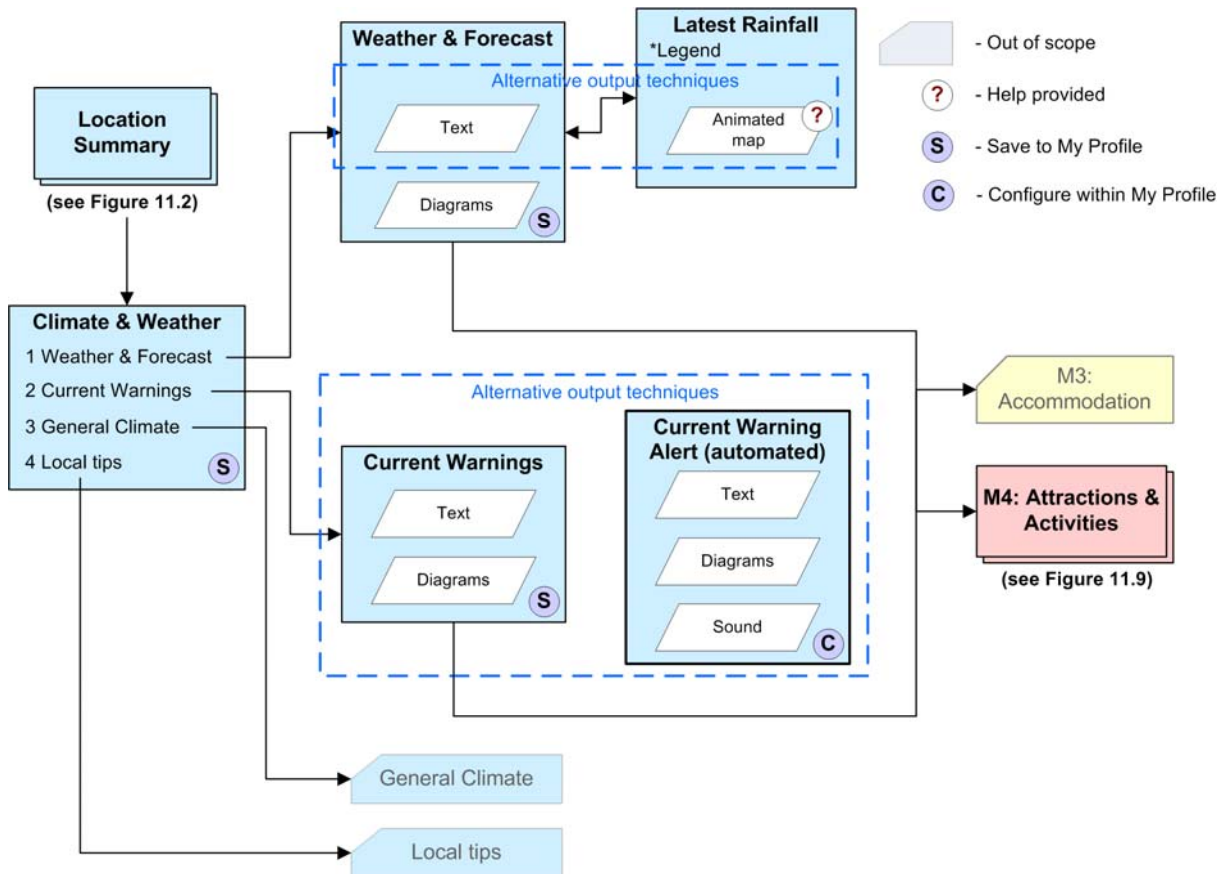 Location
Summary
(see Figure 11.2)
Climate & Weather
1 Weather & Forecast
2 Current Warnings
3 General Climate
4 Local tips
S
Weather & Forecast
Alternative output techniques
Text
Diagrams
S
Latest Rainfall
*Legend
Animated
map
?
- Out of scope
?
- Help provided
S
- Save to My Profile
C
- Configure within My Profile
Alternative output techniques
Current Warnings
Text
Diagrams
S
Current Warning
Alert (automated)
Text
Diagrams
Sound
C
M3:
Accommodation
M4: Attractions &
Activities
(see Figure 11.9)
General Climate
Local tips